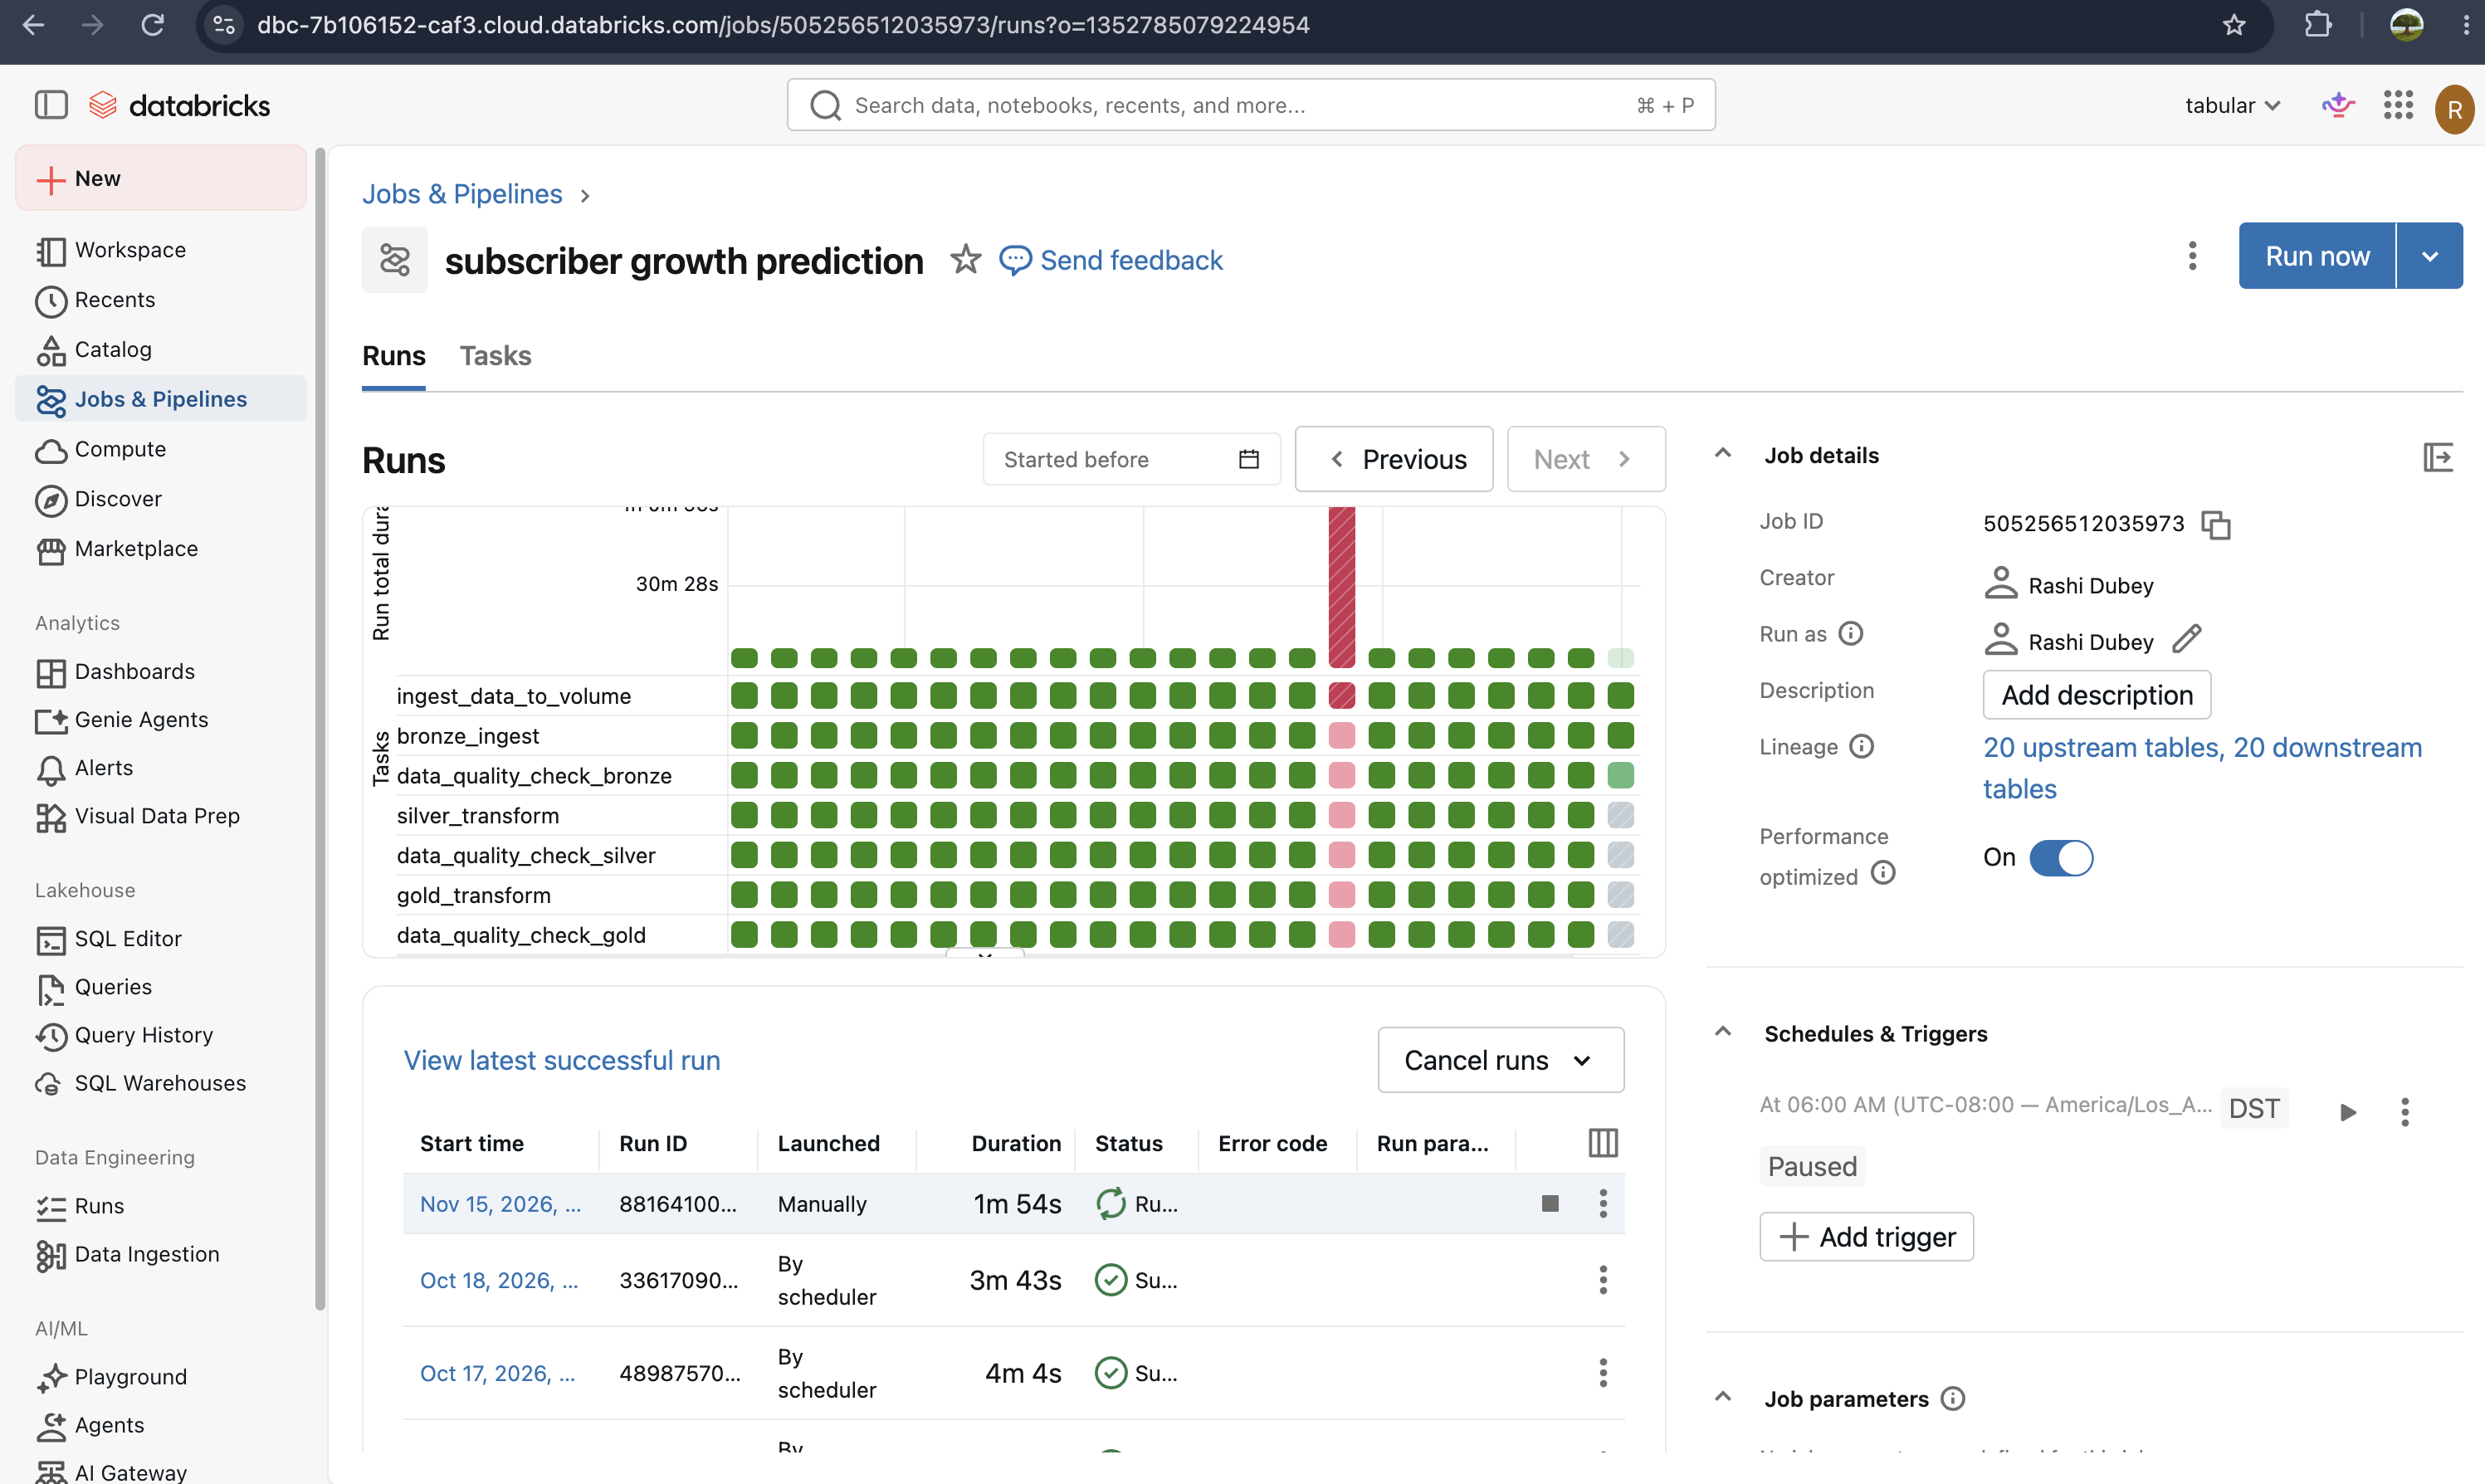 dbc-7b106152-caf3.cloud.databricks.com/jobs/505256512035973/runs?o=1352785079224954
databricks
Search data, notebooks, recents, and more...
⌘ + P
tabular
R
New
Workspace
Recents
Catalog
Jobs & Pipelines
Compute
Discover
Marketplace
Analytics
Dashboards
Genie Agents
Alerts
Visual Data Prep
Lakehouse
SQL Editor
Queries
Query History
SQL Warehouses
Data Engineering
Runs
Data Ingestion
AI/ML
Playground
Agents
AI Gateway
Jobs & Pipelines
subscriber growth prediction
Send feedback
Run now
Runs
Tasks
Runs
Started before
Previous
Next
Run total dura
30m 28s
Tasks
ingest_data_to_volume
bronze_ingest
data_quality_check_bronze
silver_transform
data_quality_check_silver
gold_transform
data_quality_check_gold
View latest successful run
Cancel runs
Start time Run ID Launched Duration Status Error code Run para...
Nov 15, 2026, ... 88164100... Manually 1m 54s Ru...
Oct 18, 2026, ... 33617090... By scheduler 3m 43s Su...
Oct 17, 2026, ... 48987570... By scheduler 4m 4s Su...
By
Job details
Job ID 505256512035973
Creator Rashi Dubey
Run as Rashi Dubey
Description Add description
Lineage 20 upstream tables, 20 downstream
tables
Performance
optimized
On
Schedules & Triggers
At 06:00 AM (UTC-08:00 — America/Los_A... DST
Paused
Add trigger
Job parameters